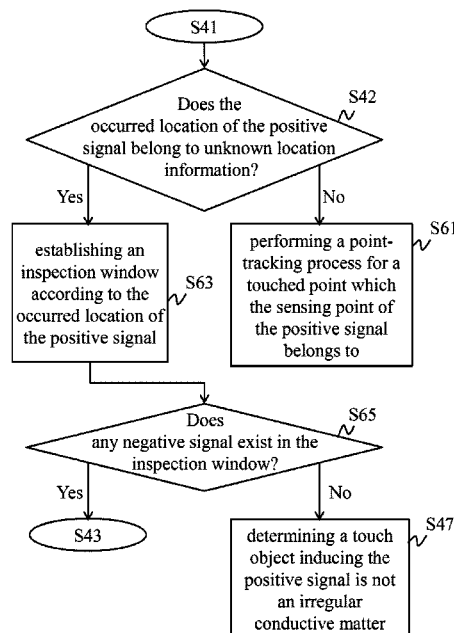 S41
S42
Does the
occurred location of the positive
signal belong to unknown location
information?
Yes
No
S61
establishing an
inspection window
according to the
occurred location of
the positive signal
S63
performing a point-
tracking process for a
touched point which
the sensing point of
the positive signal
belongs to
S65
Does
any negative signal exist in the
inspection window?
Yes
No
S43
S47
determining a touch
object inducing the
positive signal is not
an irregular
conductive matter